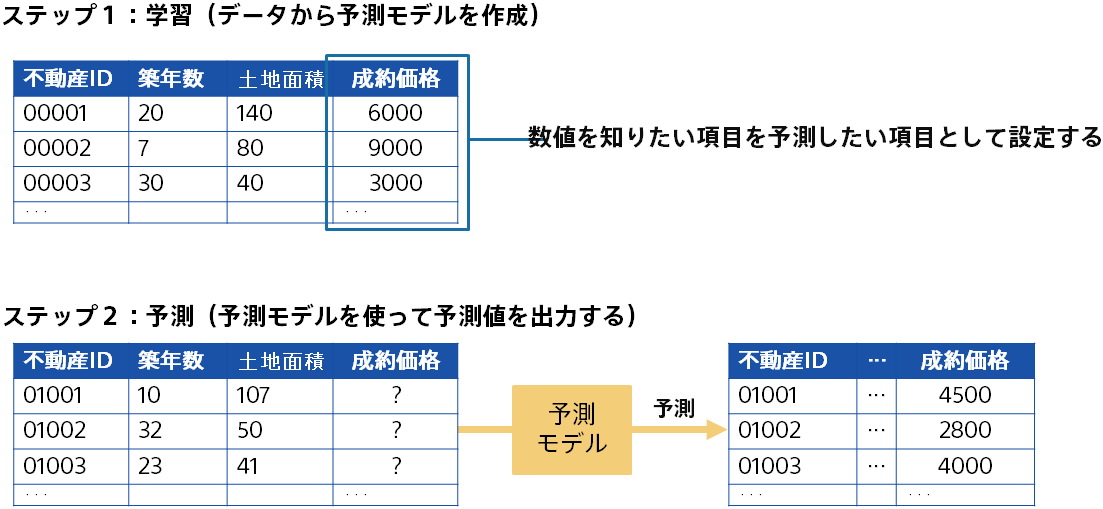 ステップ1：学習（データから予測モデルを作成）
不動産ID 築年数 土地面積 成約価格
00001 20 140 6000
00002 7 80 9000
00003 30 40 3000
... ...
数値を知りたい項目を予測したい項目として設定する
ステップ2：予測（予測モデルを使って予測値を出力する）
不動産ID 築年数 土地面積 成約価格
01001 10 107 ?
01002 32 50 ?
01003 23 41 ?
... ...
予測
モデル
予測
不動産ID … 成約価格
01001 … 4500
01002 … 2800
01003 … 4000
... ...